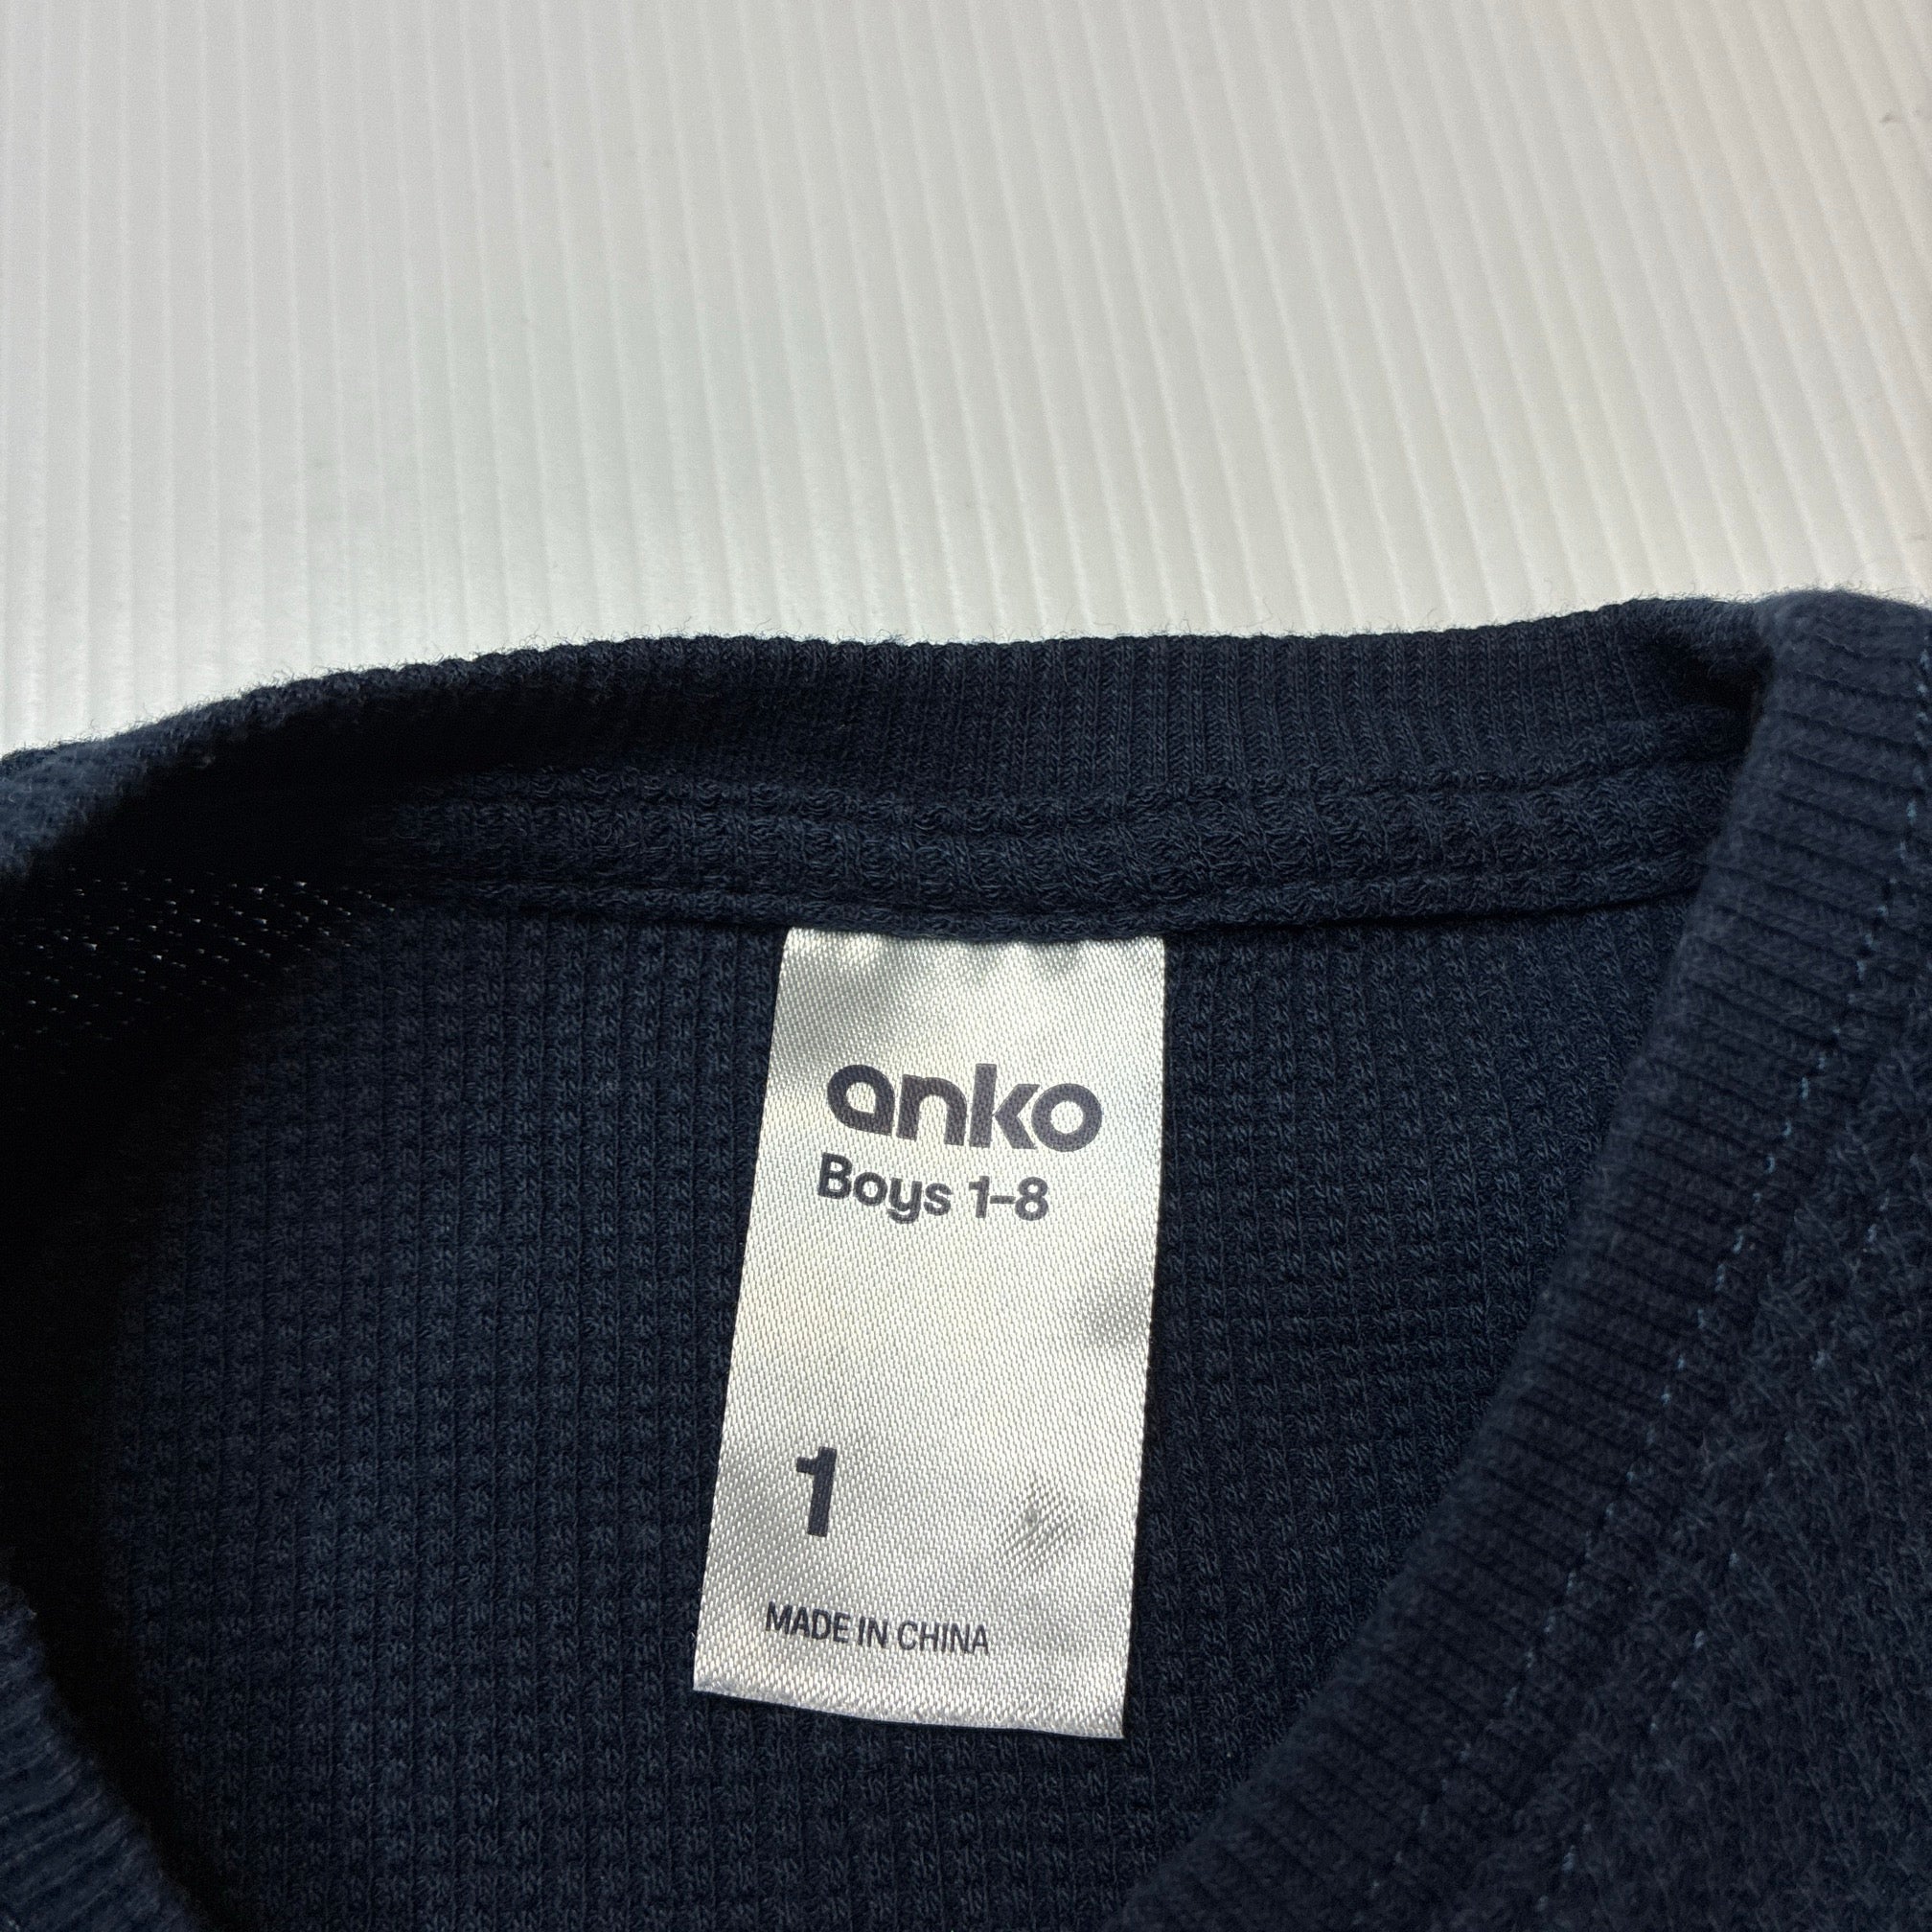 anko
Boys 1-8
1
MADE IN CHINA